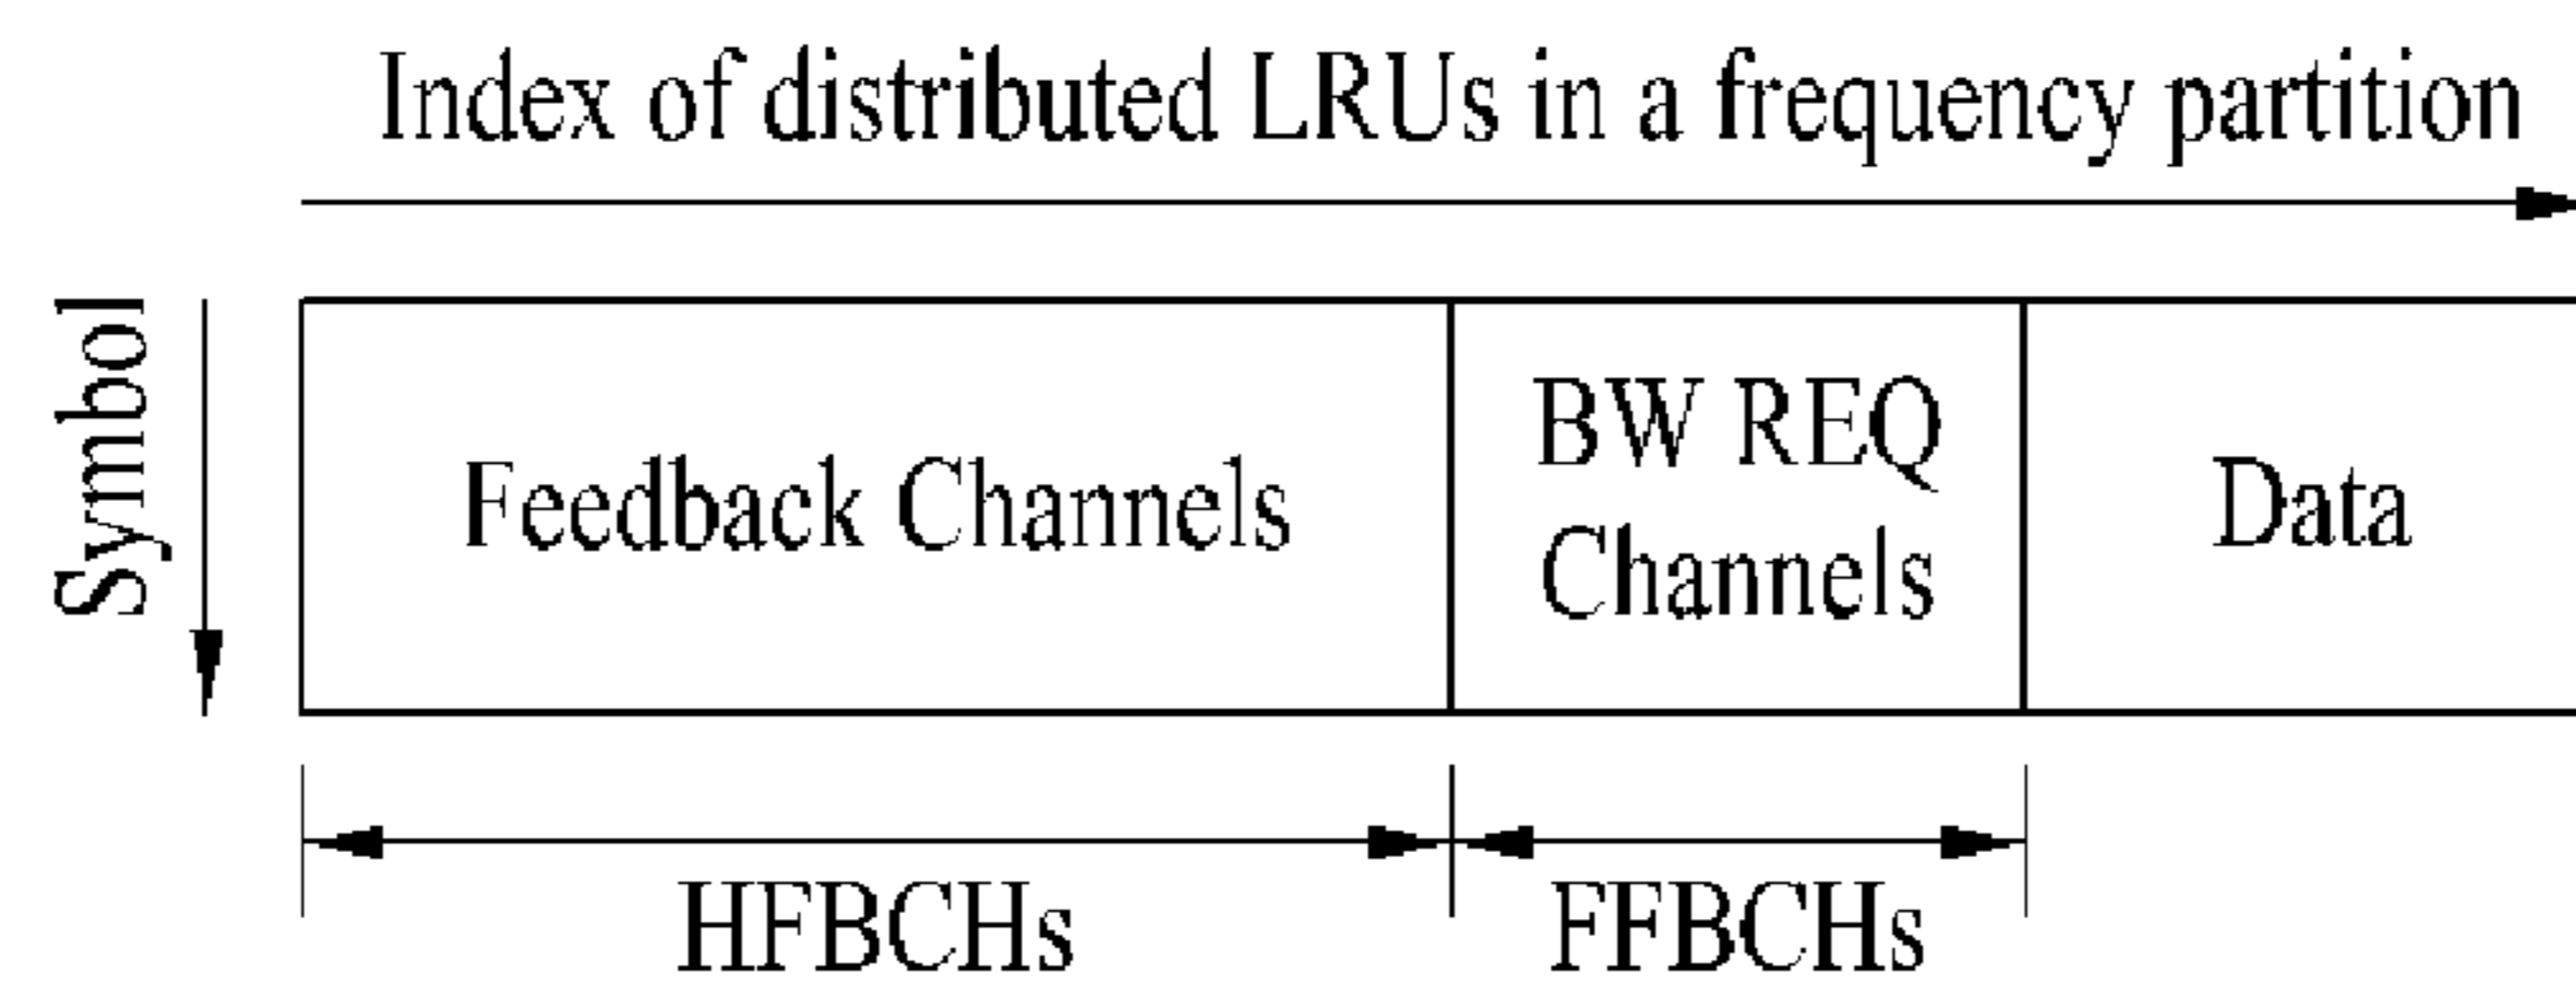 Index of distributed LRUs in a frequency partition
Symbol
Feedback Channels
BW REQ
Channels
Data
HFBCHs
FFBCHs